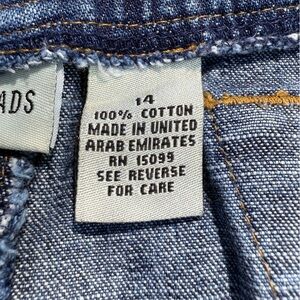 ADS
14
100% COTTON
MADE IN UNITED
ARAB EMIRATES
RN 15099
SEE REVERSE
FOR CARE